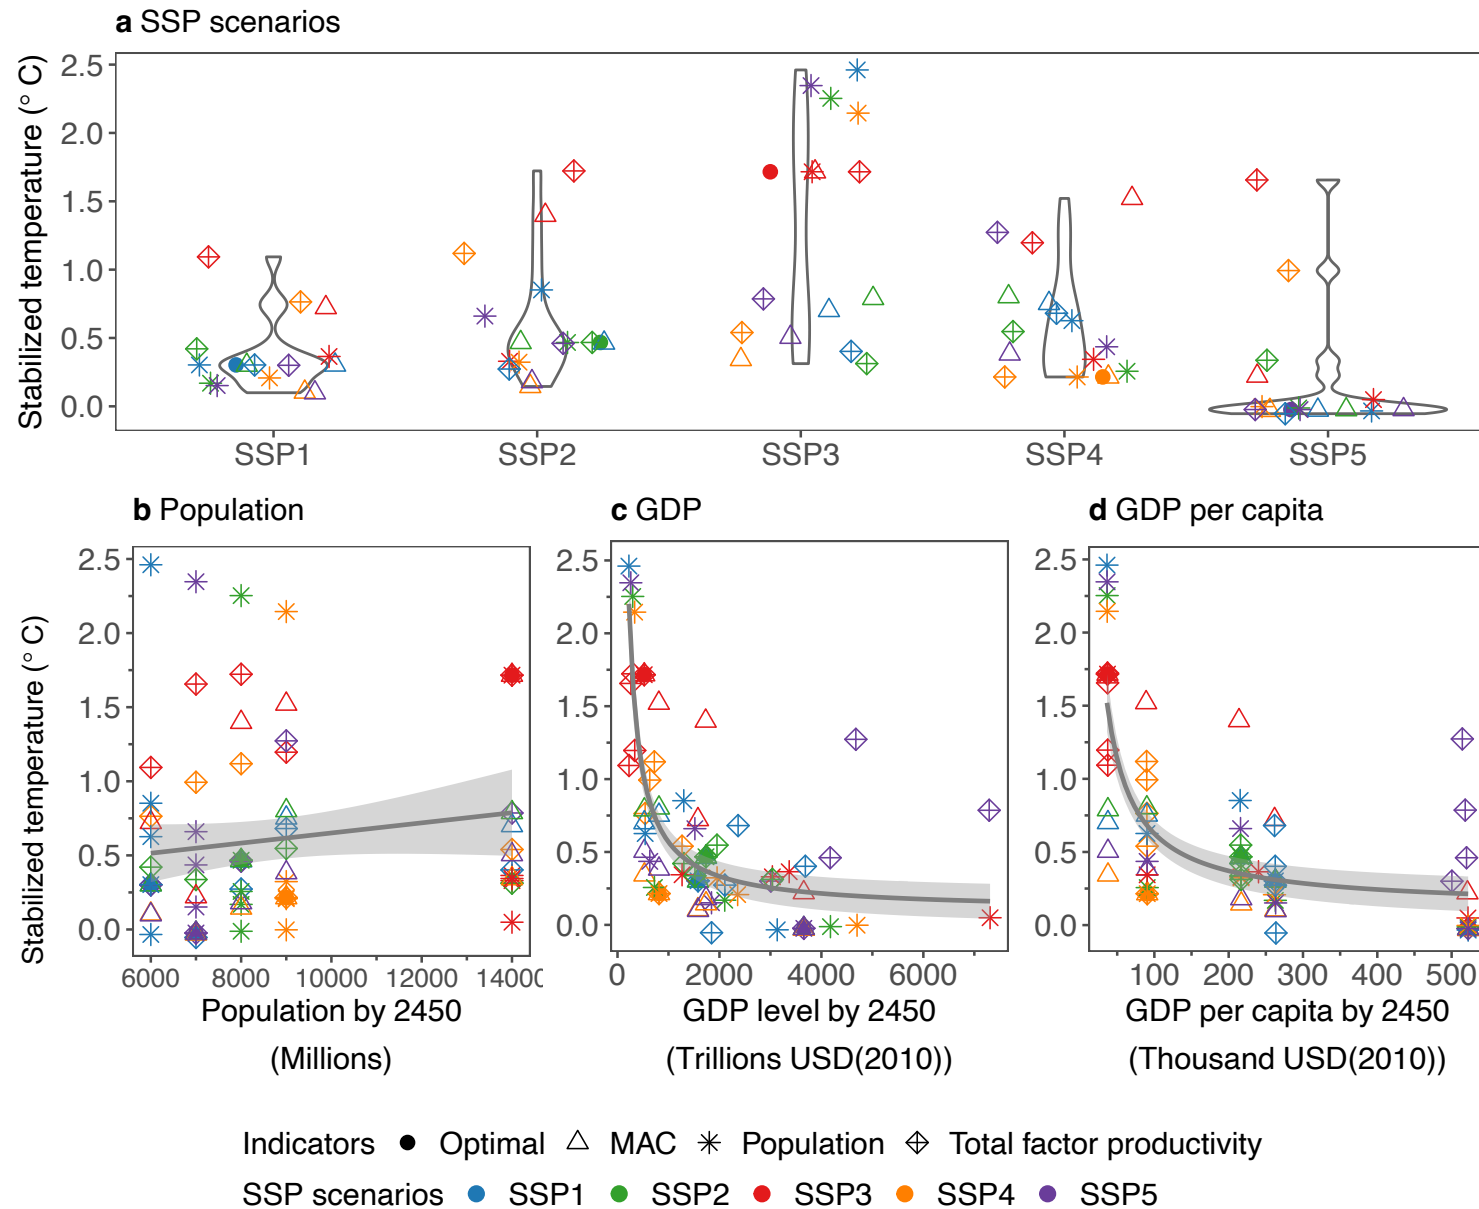 a SSP scenarios
Stabilized temperature (° C)
2.5
2.0
1.5
1.0
0.5
0.0
SSP1 SSP2 SSP3 SSP4 SSP5
b Population
c GDP
d GDP per capita
Stabilized temperature (° C)
2.5
2.0
1.5
1.0
0.5
0.0
6000 8000 10000 12000 1400
Population by 2450
(Millions)
2.5
2.0
1.5
1.0
0.5
0.0
0 2000 4000 6000
GDP level by 2450
(Trillions USD(2010))
2.5
2.0
1.5
1.0
0.5
0.0
100 200 300 400 500
GDP per capita by 2450
(Thousand USD(2010))
Indicators Optimal MAC Population Total factor productivity
SSP scenarios SSP1 SSP2 SSP3 SSP4 SSP5